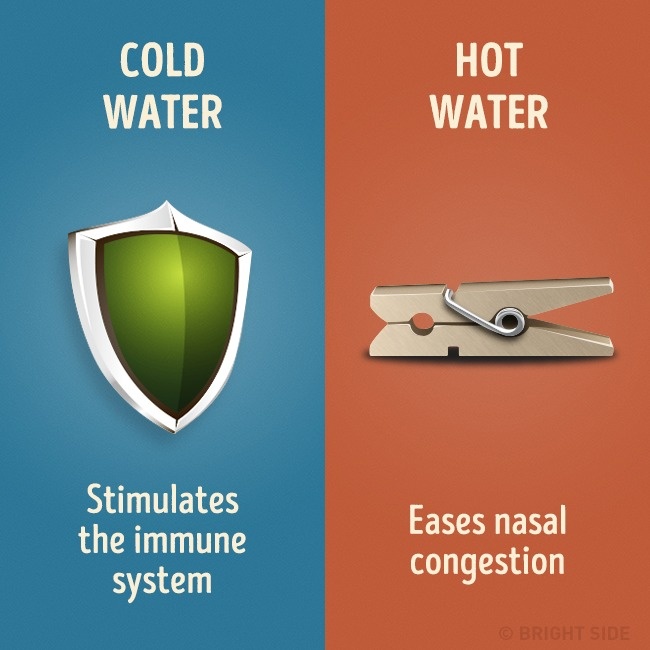 COLD
WATER
Stimulates
the immune
system
HOT
WATER
Eases nasal
congestion
© BRIGHT SIDE